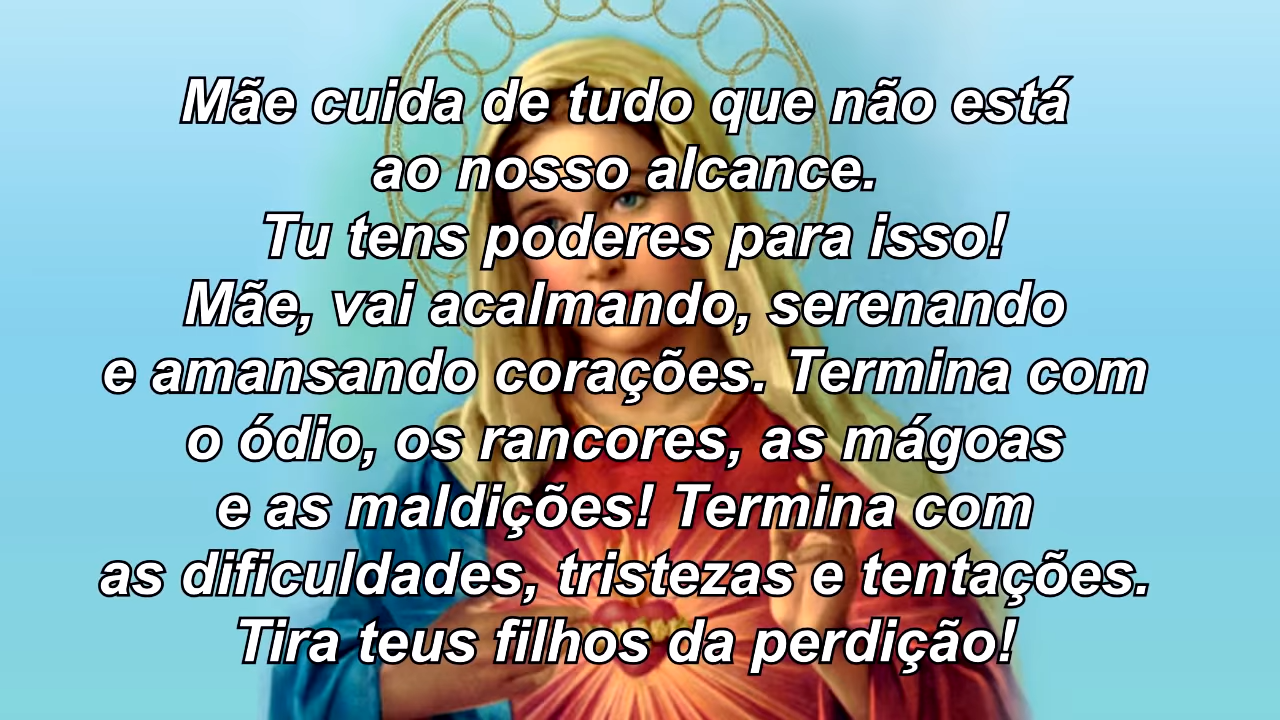 Mãe cuida de tudo que não está
ao nosso alcance.
Tu tens poderes para isso!
Mãe, vai acalmando, serenando
e amansando corações. Termina com
o ódio, os rancores, as mágoas
e as maldições! Termina com
as dificuldades, tristezas e tentações.
Tira teus filhos da perdição!